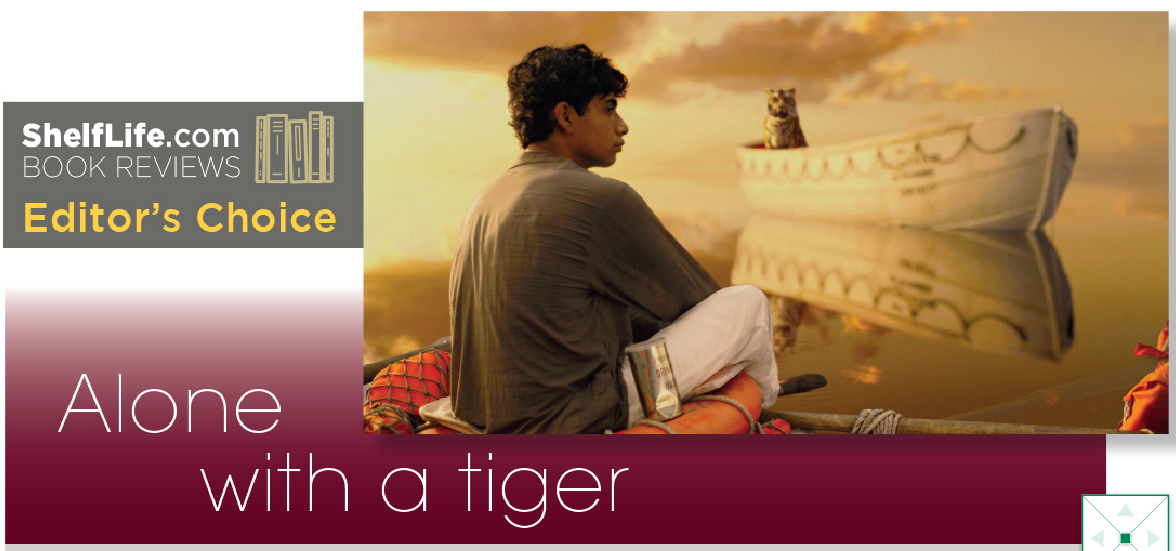 ShelfLife.com
BOOK REVIEWS
Editor's Choice
Alone
with a tiger